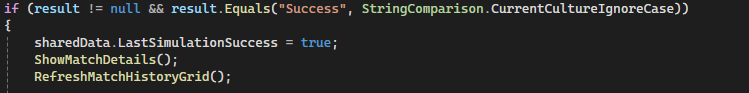 if (result != null && result.Equals("Success", StringComparison.CurrentCultureIgnoreCase))
{
    sharedData.LastSimulationSuccess = true;
    ShowMatchDetails();
    RefreshMatchHistoryGrid();